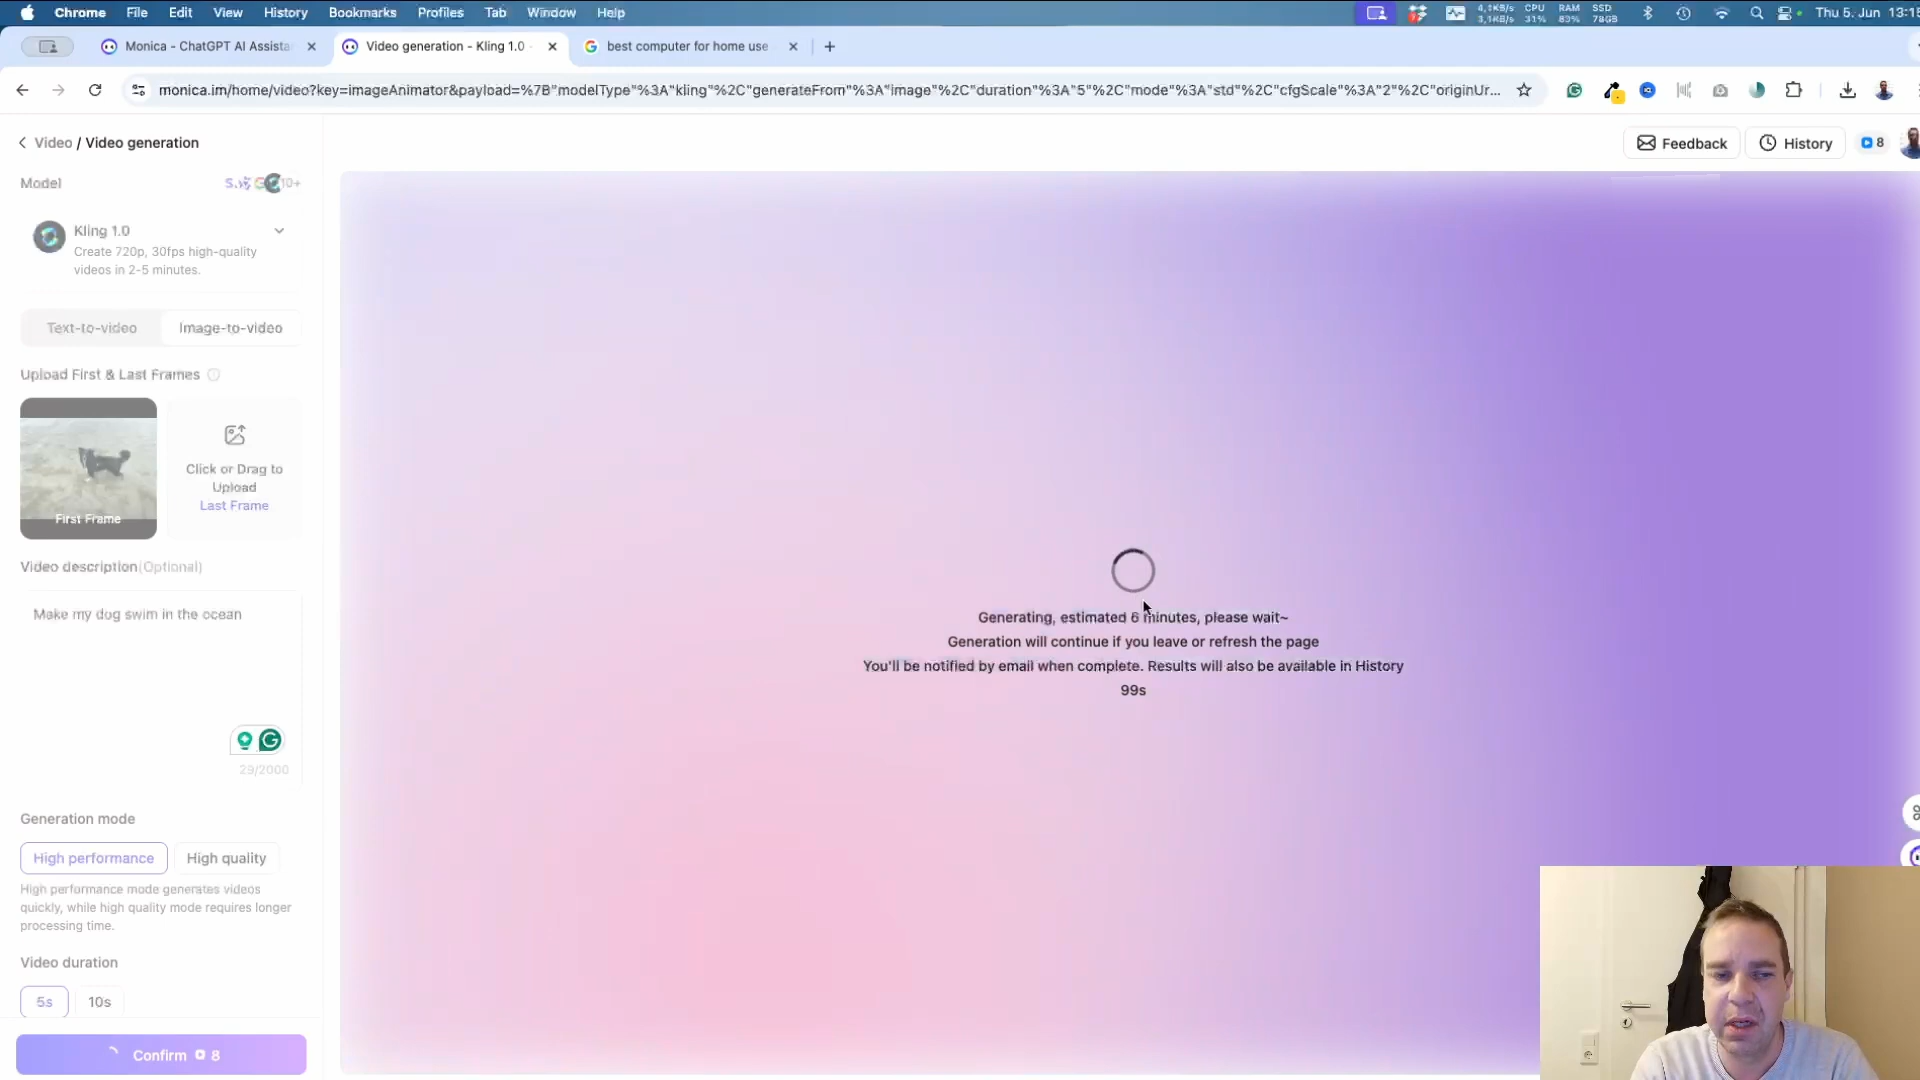 Chrome File Edit View History Bookmarks Profiles Tab Window Help
CPU 31% RAM 83% SSD 78GB Thu 5. Jun
Monica - ChatGPT AI Assista
Video generation - Kling 1.0
best computer for home use
monica.im/home/video?key=imageAnimator&payload=%7B"modelType"%3A"kling"%2C"generateFrom"%3A"image"%2C"duration"%3A"5"%2C"mode"%3A"std"%2C"cfgScale"%3A"2"%2C"originUr...
Video / Video generation
Feedback
History
8
Model
10+
Kling 1.0
Create 720p, 30fps high-quality
videos in 2-5 minutes.
Text-to-video
Image-to-video
Upload First & Last Frames
First Frame
Click or Drag to
Upload
Last Frame
Video description(Optional)
Make my dog swim in the ocean
29/2000
Generation mode
High performance
High quality
High performance mode generates videos
quickly, while high quality mode requires longer
processing time.
Video duration
5s
10s
Confirm 8
Generating, estimated 6 minutes, please wait~
Generation will continue if you leave or refresh the page
You'll be notified by email when complete. Results will also be available in History
99s